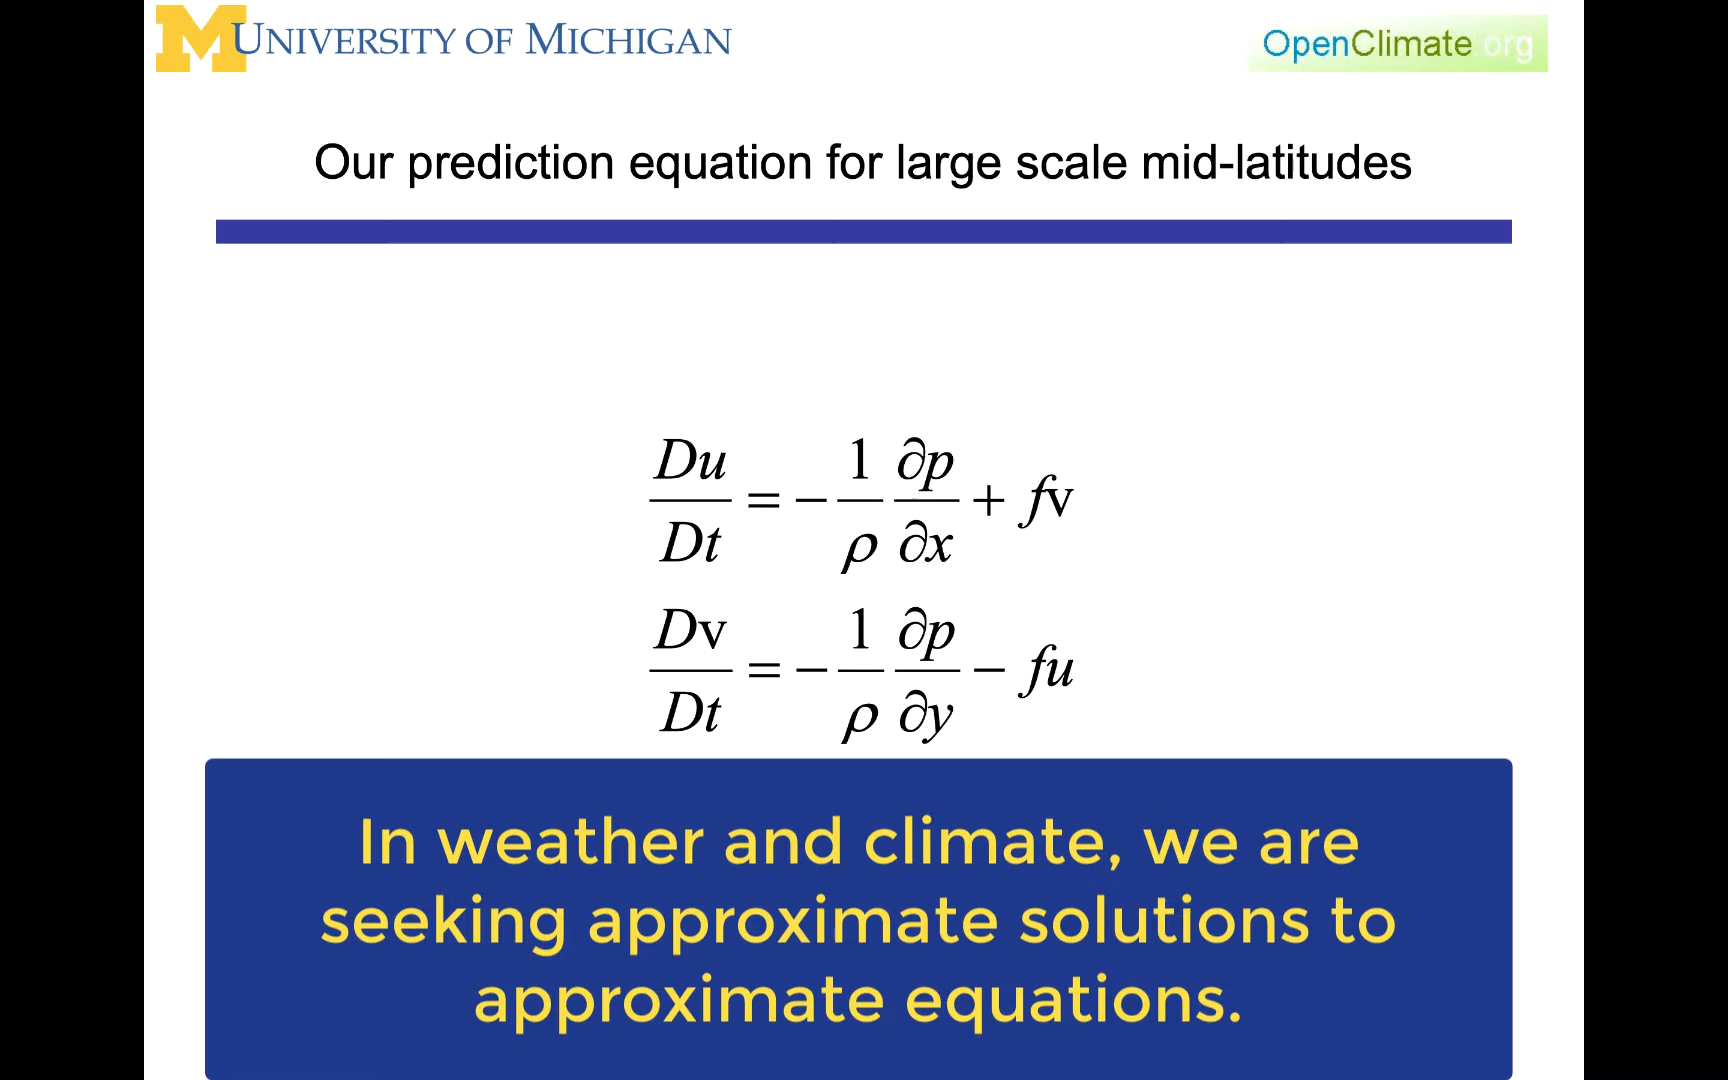 UNIVERSITY OF MICHIGAN
OpenClimate.org
Our prediction equation for large scale mid-latitudes
Du/Dt = − 1/ρ ∂p/∂x + fv
Dv/Dt = − 1/ρ ∂p/∂y − fu
In weather and climate, we are
seeking approximate solutions to
approximate equations.